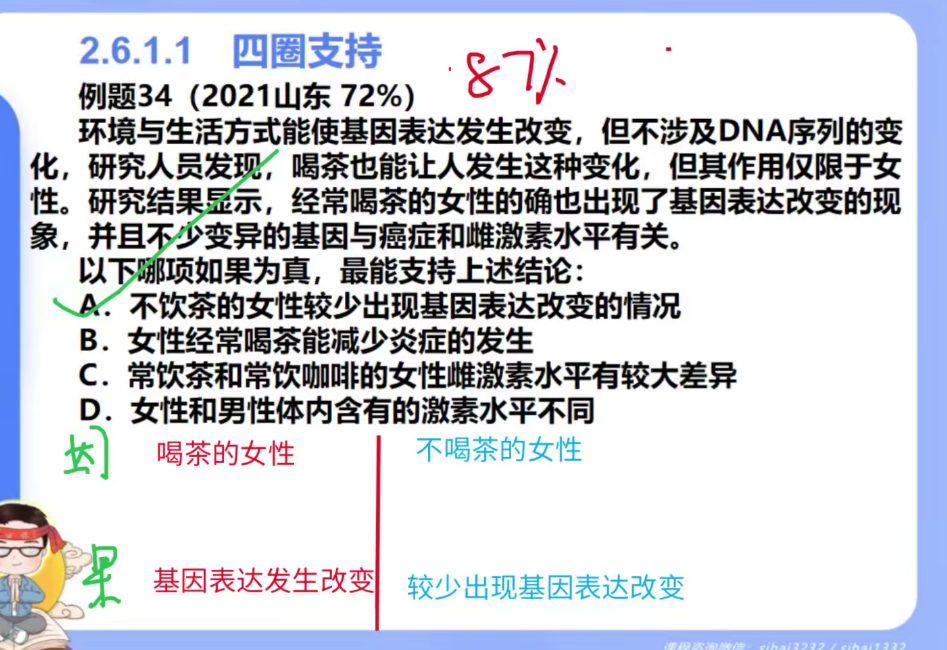 2.6.1.1 四圈支持
87%
例题34（2021山东 72%）
环境与生活方式能使基因表达发生改变，但不涉及DNA序列的变
化，研究人员发现，喝茶也能让人发生这种变化，但其作用仅限于女
性。研究结果显示，经常喝茶的女性的确也出现了基因表达改变的现
象，并且不少变异的基因与癌症和雌激素水平有关。
以下哪项如果为真，最能支持上述结论：
A．不饮茶的女性较少出现基因表达改变的情况
B．女性经常喝茶能减少炎症的发生
C．常饮茶和常饮咖啡的女性雌激素水平有较大差异
D．女性和男性体内含有的激素水平不同
喝茶的女性
不喝茶的女性
果
基因表达发生改变
较少出现基因表达改变
课程咨询微信：sihai3232 / sihai1332